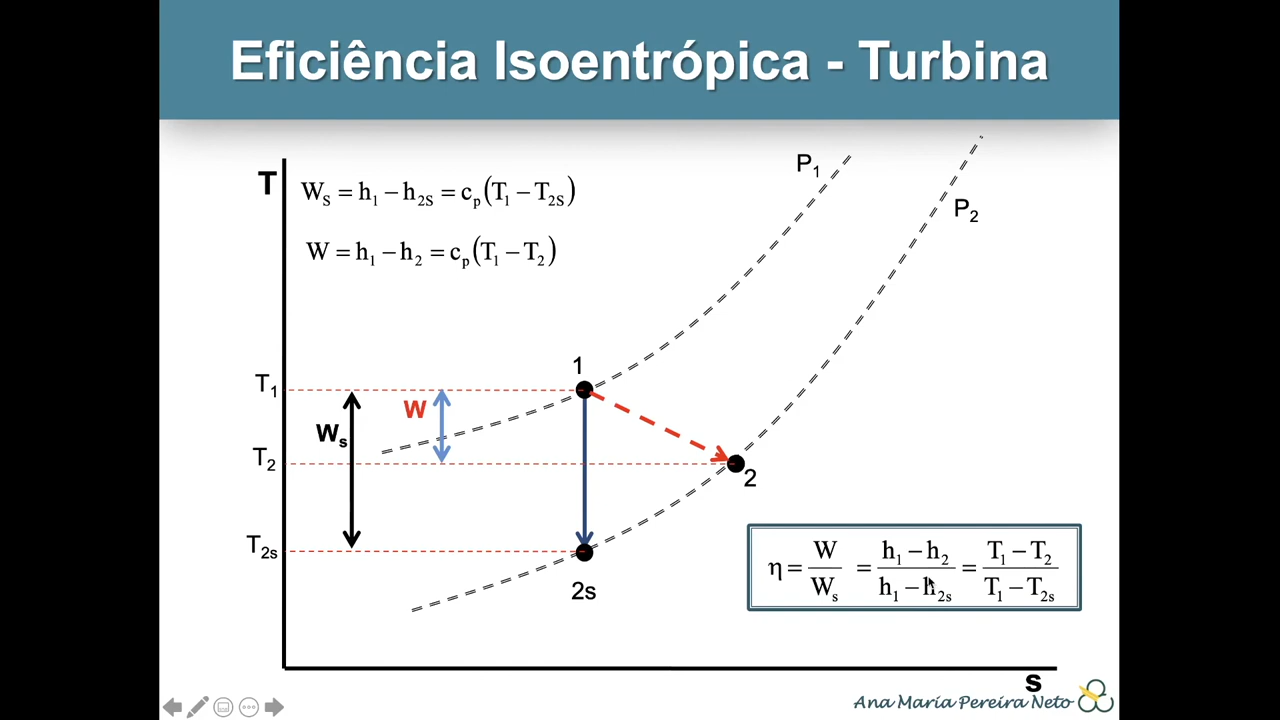 Eficiência Isoentrópica - Turbina
T
W_S = h_1 − h_2S = c_p(T_1 − T_2S)
W = h_1 − h_2 = c_p(T_1 − T_2)
P_1
P_2
1
T_1
W
W_s
T_2
2
T_2s
2s
η = W/W_s = (h_1 − h_2)/(h_1 − h_2s) = (T_1 − T_2)/(T_1 − T_2s)
s
Ana Maria Pereira Neto